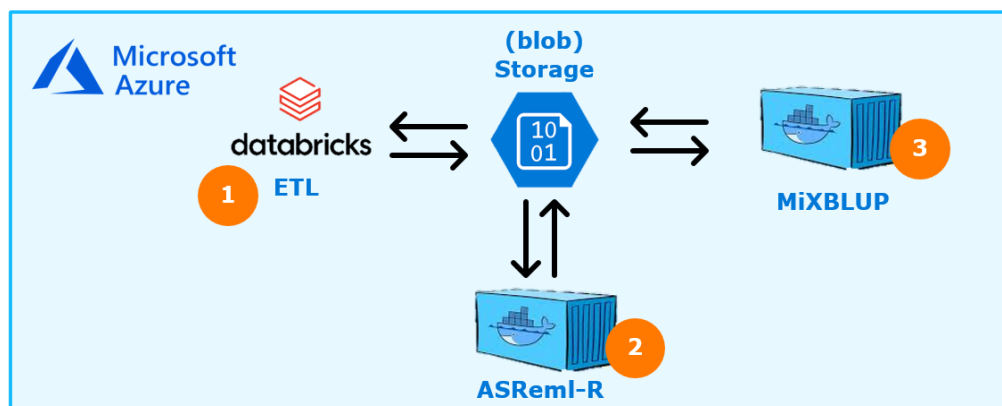 Microsoft
Azure
(blob)
Storage
databricks
ETL
1
10
01
3
MiXBLUP
2
ASReml-R